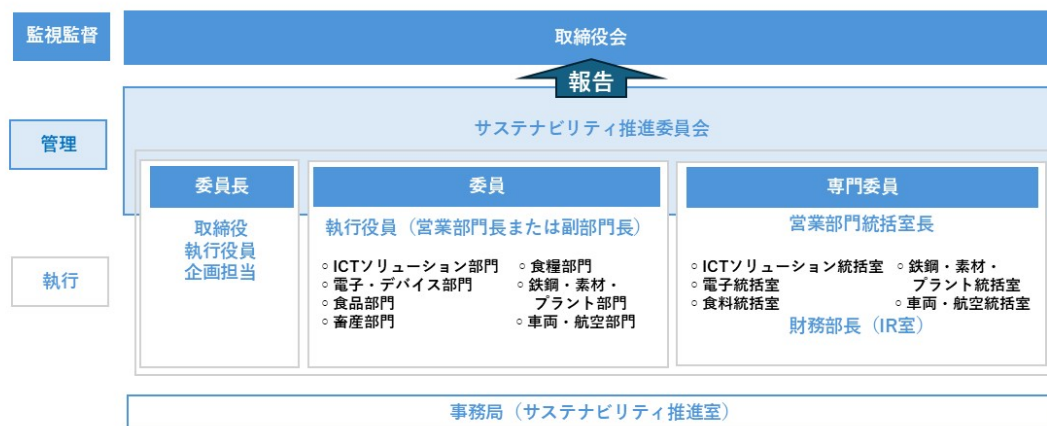 監視監督
取締役会
報告
管理
サステナビリティ推進委員会
委員長
委員
専門委員
取締役
執行役員
企画担当
執行役員（営業部門長または副部門長）
営業部門統括室長
執行
○ ICTソリューション部門
○ 電子・デバイス部門
○ 食品部門
○ 畜産部門
○ 食糧部門
○ 鉄鋼・素材・
プラント部門
○ 車両・航空部門
○ ICTソリューション統括室
○ 電子統括室
○ 食料統括室
○ 鉄鋼・素材・
プラント統括室
○ 車両・航空統括室
財務部長（IR室）
事務局（サステナビリティ推進室）